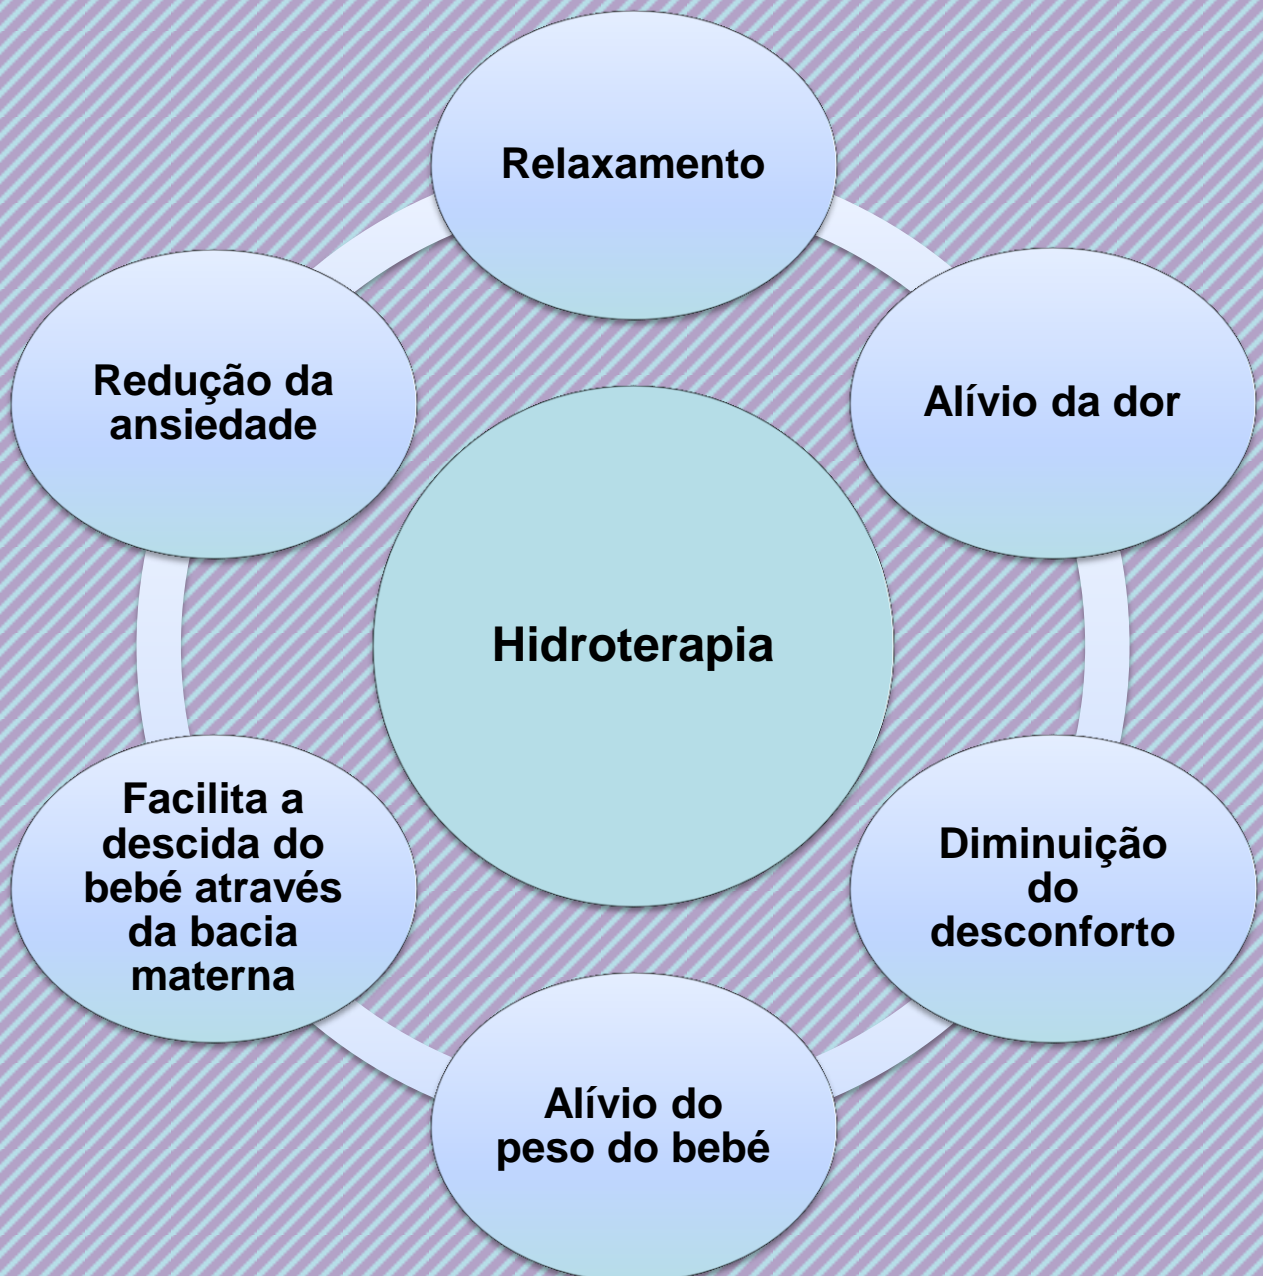 Relaxamento
Alívio da dor
Diminuição
do
desconforto
Alívio do
peso do bebé
Facilita a
descida do
bebé através
da bacia
materna
Redução da
ansiedade
Hidroterapia